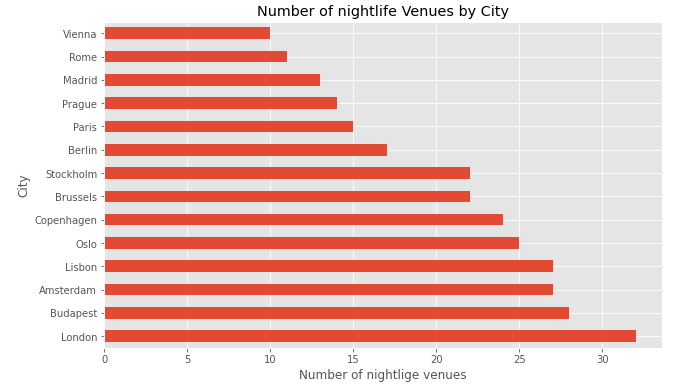 Number of nightlife Venues by City
Vienna
Rome
Madrid
Prague
Paris
Berlin
Stockholm
Brussels
Copenhagen
Oslo
Lisbon
Amsterdam
Budapest
London
City
0 5 10 15 20 25 30
Number of nightlige venues